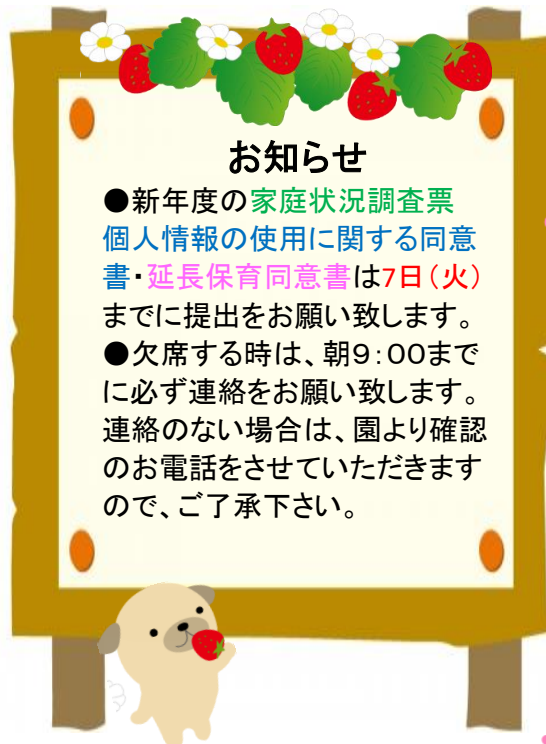 お知らせ
●新年度の家庭状況調査票
個人情報の使用に関する同意
書・延長保育同意書は7日(火)
までに提出をお願い致します。
●欠席する時は、朝9:00まで
に必ず連絡をお願い致します。
連絡のない場合は、園より確認
のお電話をさせていただきます
ので、ご了承下さい。